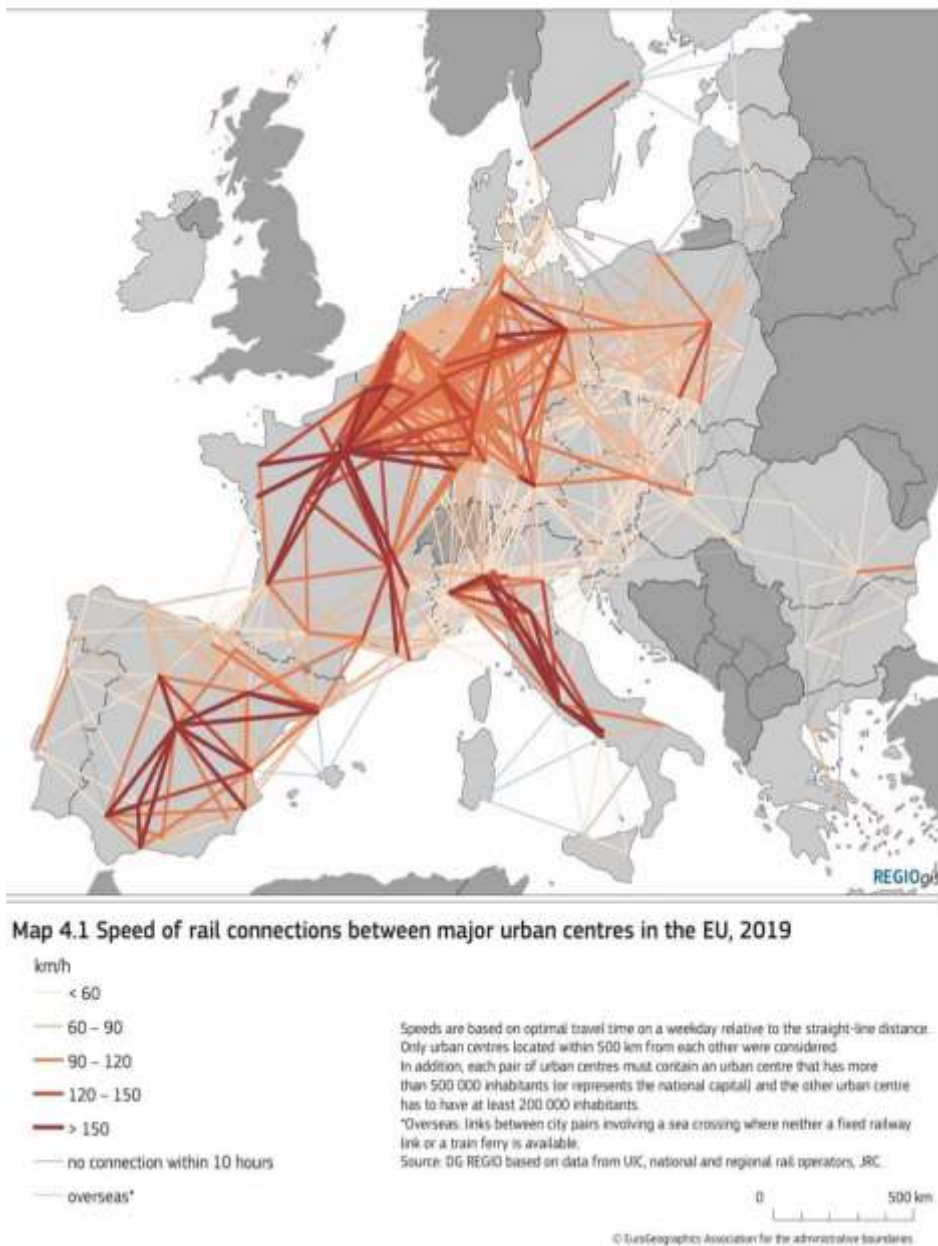 REGIOgis
Map 4.1 Speed of rail connections between major urban centres in the EU, 2019
km/h
< 60
60 – 90
90 – 120
120 – 150
> 150
no connection within 10 hours
overseas*
Speeds are based on optimal travel time on a weekday relative to the straight-line distance.
Only urban centres located within 500 km from each other were considered.
In addition, each pair of urban centres must contain an urban centre that has more
than 500 000 inhabitants (or represents the national capital) and the other urban centre
has to have at least 200 000 inhabitants.
*Overseas: links between city pairs involving a sea crossing where neither a fixed railway
link or a train ferry is available.
Source: DG REGIO based on data from UIC, national and regional rail operators, JRC.
0 500 km
© EuroGeographics Association for the administrative boundaries